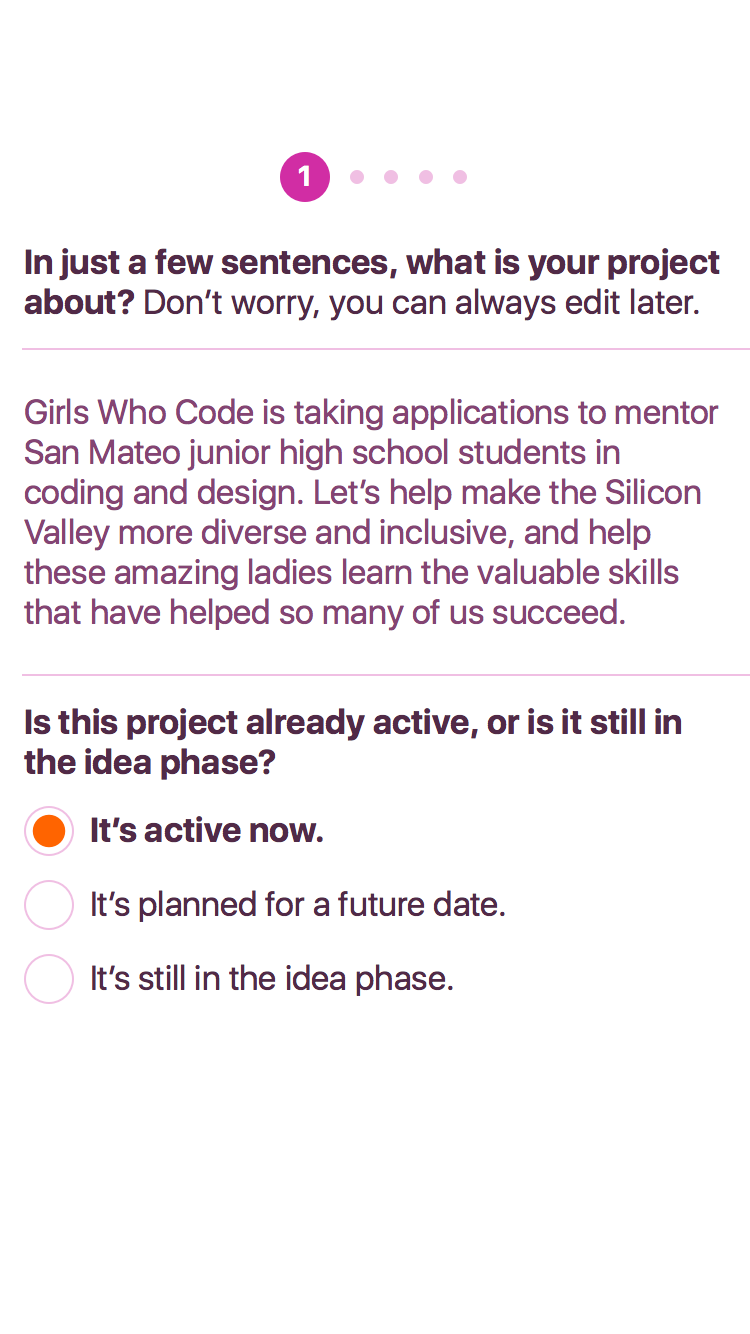 1
In just a few sentences, what is your project
about? Don’t worry, you can always edit later.
Girls Who Code is taking applications to mentor
San Mateo junior high school students in
coding and design. Let’s help make the Silicon
Valley more diverse and inclusive, and help
these amazing ladies learn the valuable skills
that have helped so many of us succeed.
Is this project already active, or is it still in
the idea phase?
It’s active now.
It’s planned for a future date.
It’s still in the idea phase.